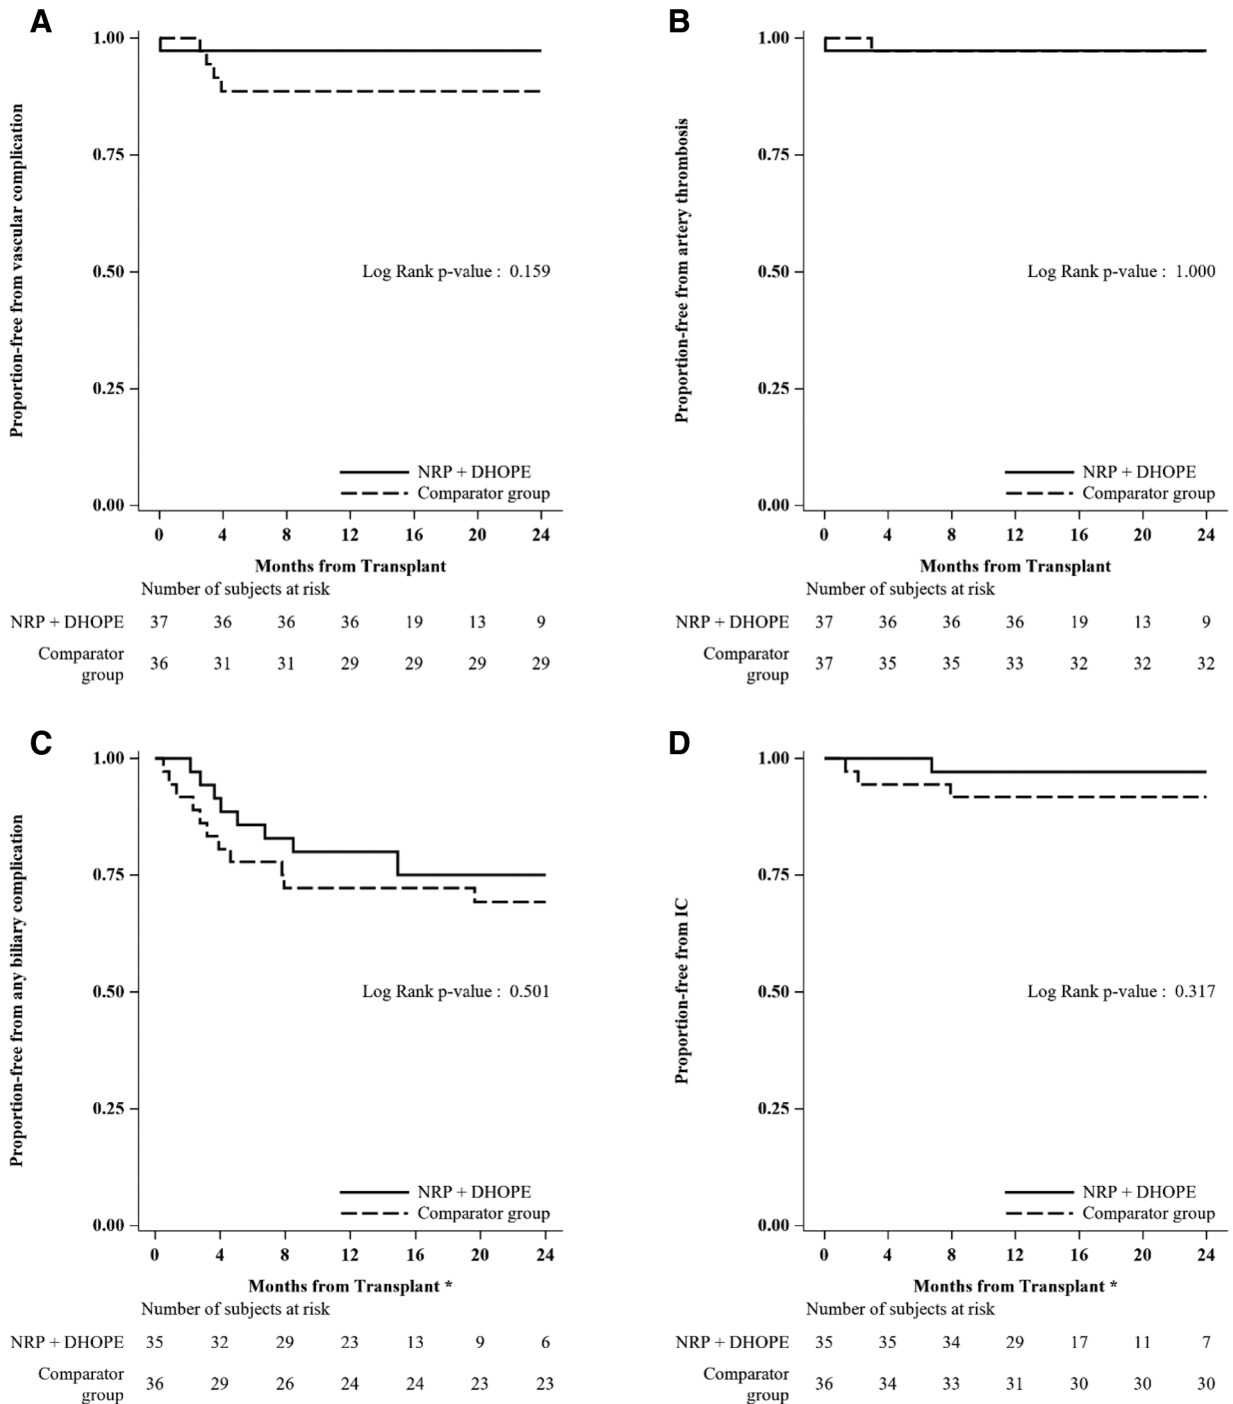 A
Proportion-free from vascular complication
1.00
0.75
0.50
0.25
0.00
Log Rank p-value : 0.159
NRP + DHOPE
Comparator group
0 4 8 12 16 20 24
Months from Transplant
Number of subjects at risk
NRP + DHOPE 37 36 36 36 19 13 9
Comparator
group 36 31 31 29 29 29 29
B
Proportion-free from artery thrombosis
1.00
0.75
0.50
0.25
0.00
Log Rank p-value : 1.000
NRP + DHOPE
Comparator group
0 4 8 12 16 20 24
Months from Transplant
Number of subjects at risk
NRP + DHOPE 37 36 36 36 19 13 9
Comparator
group 37 35 35 33 32 32 32
C
Proportion-free from any biliary complication
1.00
0.75
0.50
0.25
0.00
Log Rank p-value : 0.501
NRP + DHOPE
Comparator group
0 4 8 12 16 20 24
Months from Transplant *
Number of subjects at risk
NRP + DHOPE 35 32 29 23 13 9 6
Comparator
group 36 29 26 24 24 23 23
D
Proportion-free from IC
1.00
0.75
0.50
0.25
0.00
Log Rank p-value : 0.317
NRP + DHOPE
Comparator group
0 4 8 12 16 20 24
Months from Transplant *
Number of subjects at risk
NRP + DHOPE 35 35 34 29 17 11 7
Comparator
group 36 34 33 31 30 30 30